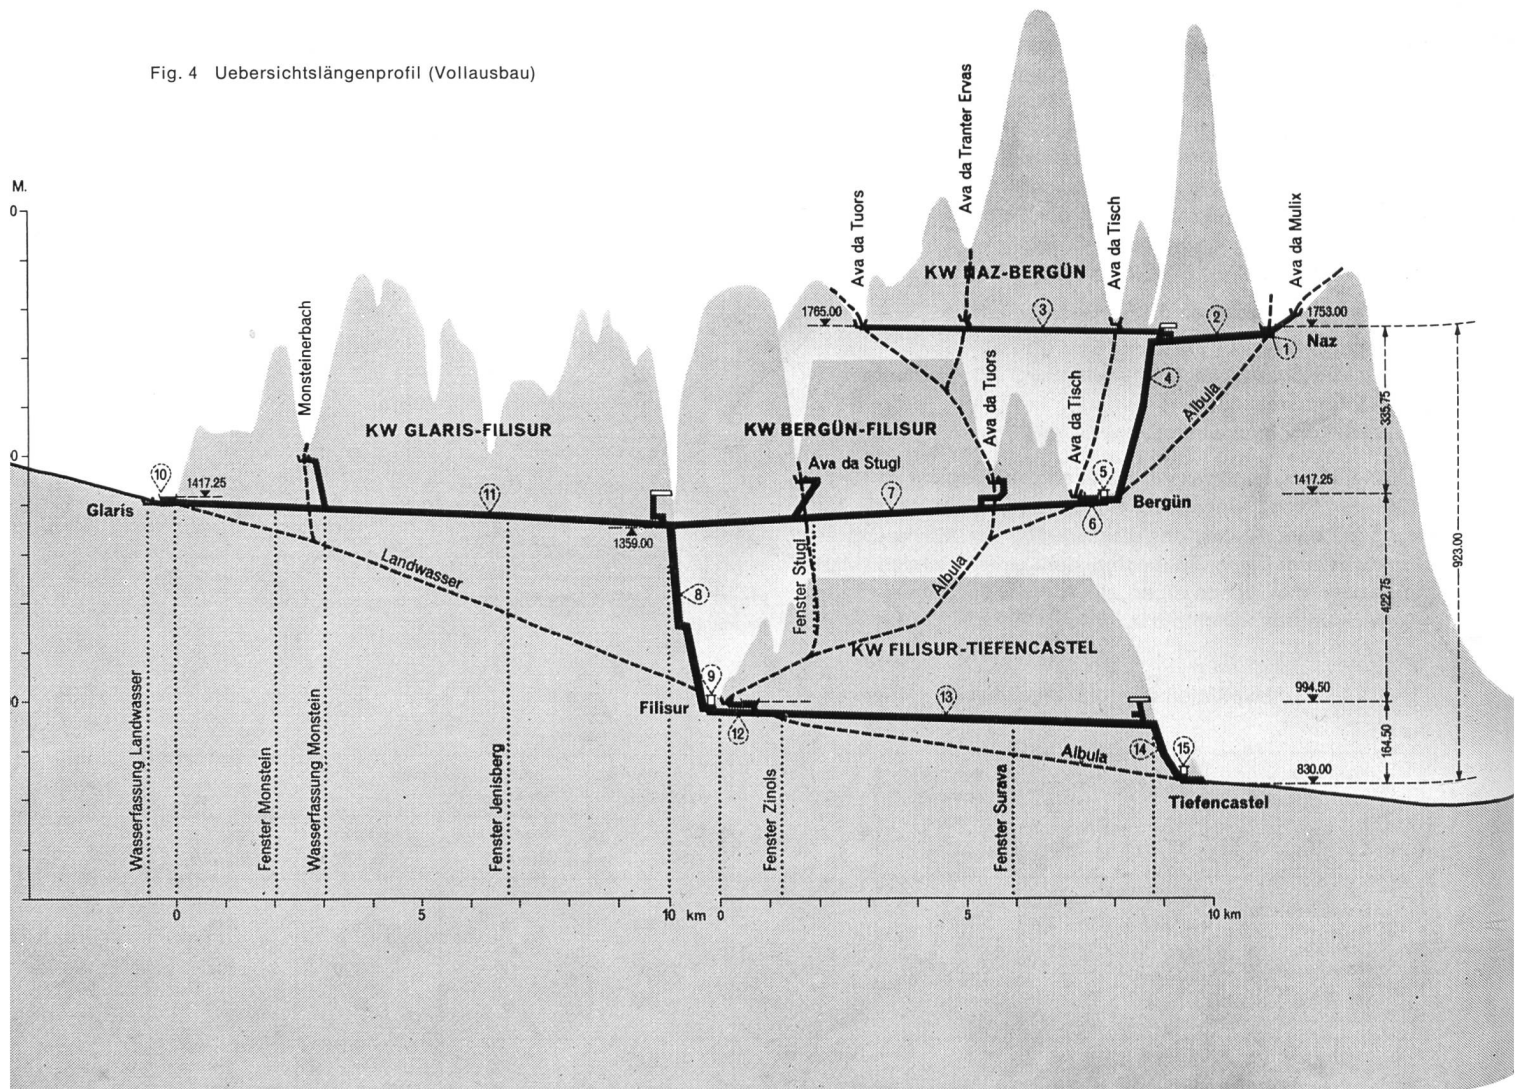 Fig. 4 Uebersichtslängenprofil (Vollausbau)
M.
0
0
0
Ava da Tuors
Ava da Tranter Ervas
Ava da Tisch
Ava da Mulix
KW NAZ-BERGÜN
1765.00
3
2
1753.00
1
Naz
4
Albula
335.75
Monsteinerbach
KW GLARIS-FILISUR
KW BERGÜN-FILISUR
Ava da Tuors
Ava da Tisch
Ava da Stugl
10
1417.25
11
7
5
6
1417.25
Glaris
Bergün
1359.00
Landwasser
8
Fenster Stugl
Albula
923.00
422.75
KW FILISUR-TIEFENCASTEL
9
Filisur
12
13
994.50
164.50
14
15
Albula
830.00
Tiefencastel
Wasserfassung Landwasser
Fenster Monstein
Wasserfassung Monstein
Fenster Jenisberg
Fenster Zinols
Fenster Surava
0 5 10 km 0 5 10 km